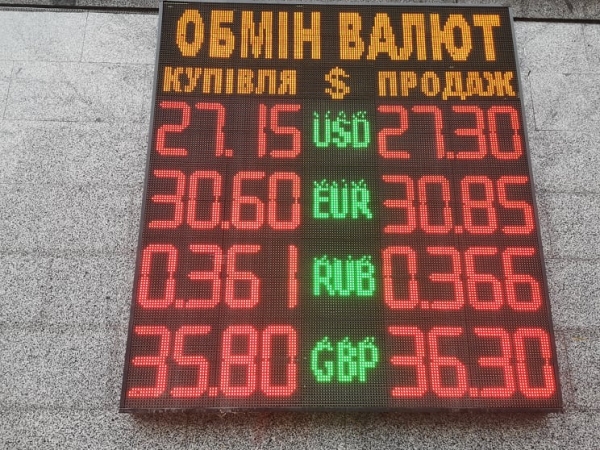 ОБМІН ВАЛЮТ
КУПІВЛЯ $ ПРОДАЖ
27.15 USD 27.30
30.60 EUR 30.85
0.361 RUB 0.366
35.80 GBP 36.30